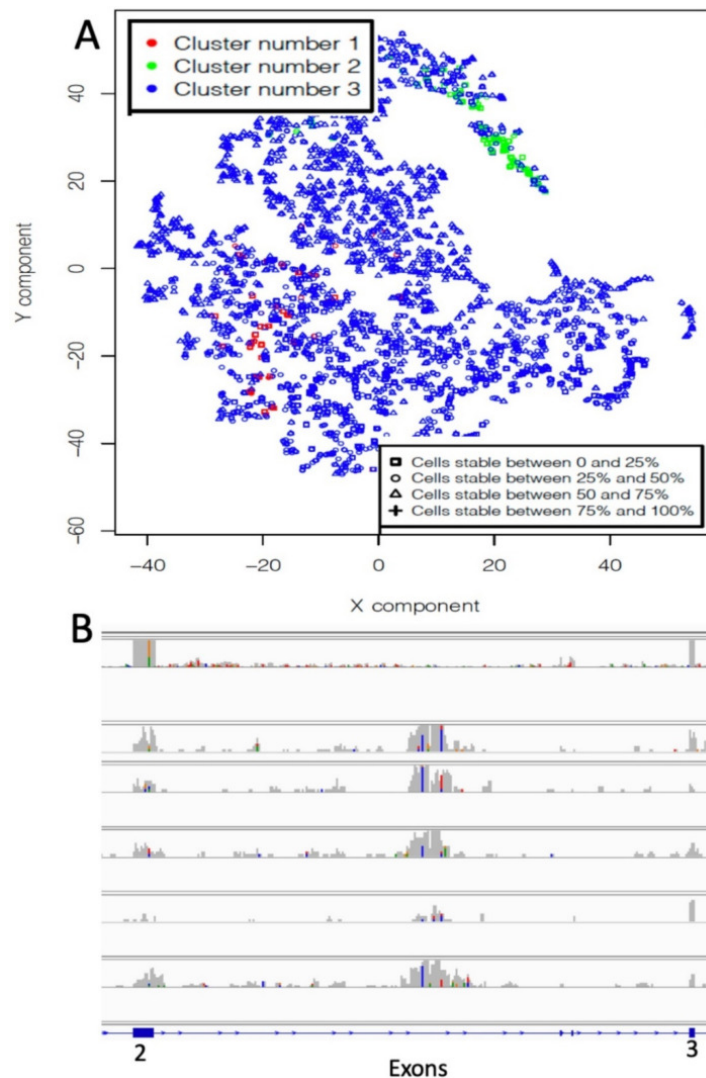 A
Cluster number 1
Cluster number 2
Cluster number 3
Y component
40
20
0
−20
−40
−60
Cells stable between 0 and 25%
Cells stable between 25% and 50%
Cells stable between 50 and 75%
Cells stable between 75% and 100%
−40 −20 0 20 40
X component
B
2 3
Exons